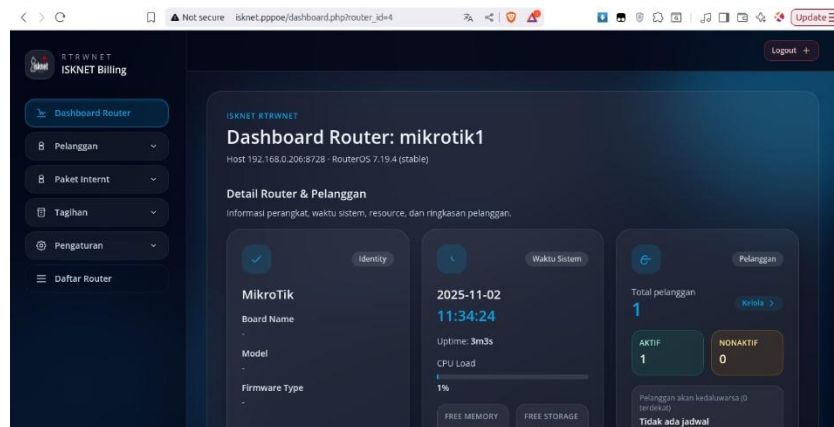 Not secure isknet.pppoe/dashboard.php?router_id=4
Update
RTRWNET
ISKNET Billing
Logout
Dashboard Router
Pelanggan
Paket Internt
Tagihan
Pengaturan
Daftar Router
ISKNET RTRWNET
Dashboard Router: mikrotik1
Host 192.168.0.206:8728 · RouterOS 7.19.4 (stable)
Detail Router & Pelanggan
Informasi perangkat, waktu sistem, resource, dan ringkasan pelanggan.
Identity
MikroTik
Board Name
-
Model
-
Firmware Type
-
Waktu Sistem
2025-11-02
11:34:24
Uptime: 3m3s
CPU Load
1%
FREE MEMORY
FREE STORAGE
Pelanggan
Total pelanggan
1
Kelola >
AKTIF
1
NONAKTIF
0
Pelanggan akan kedaluwarsa (0
terdekat)
Tidak ada jadwal